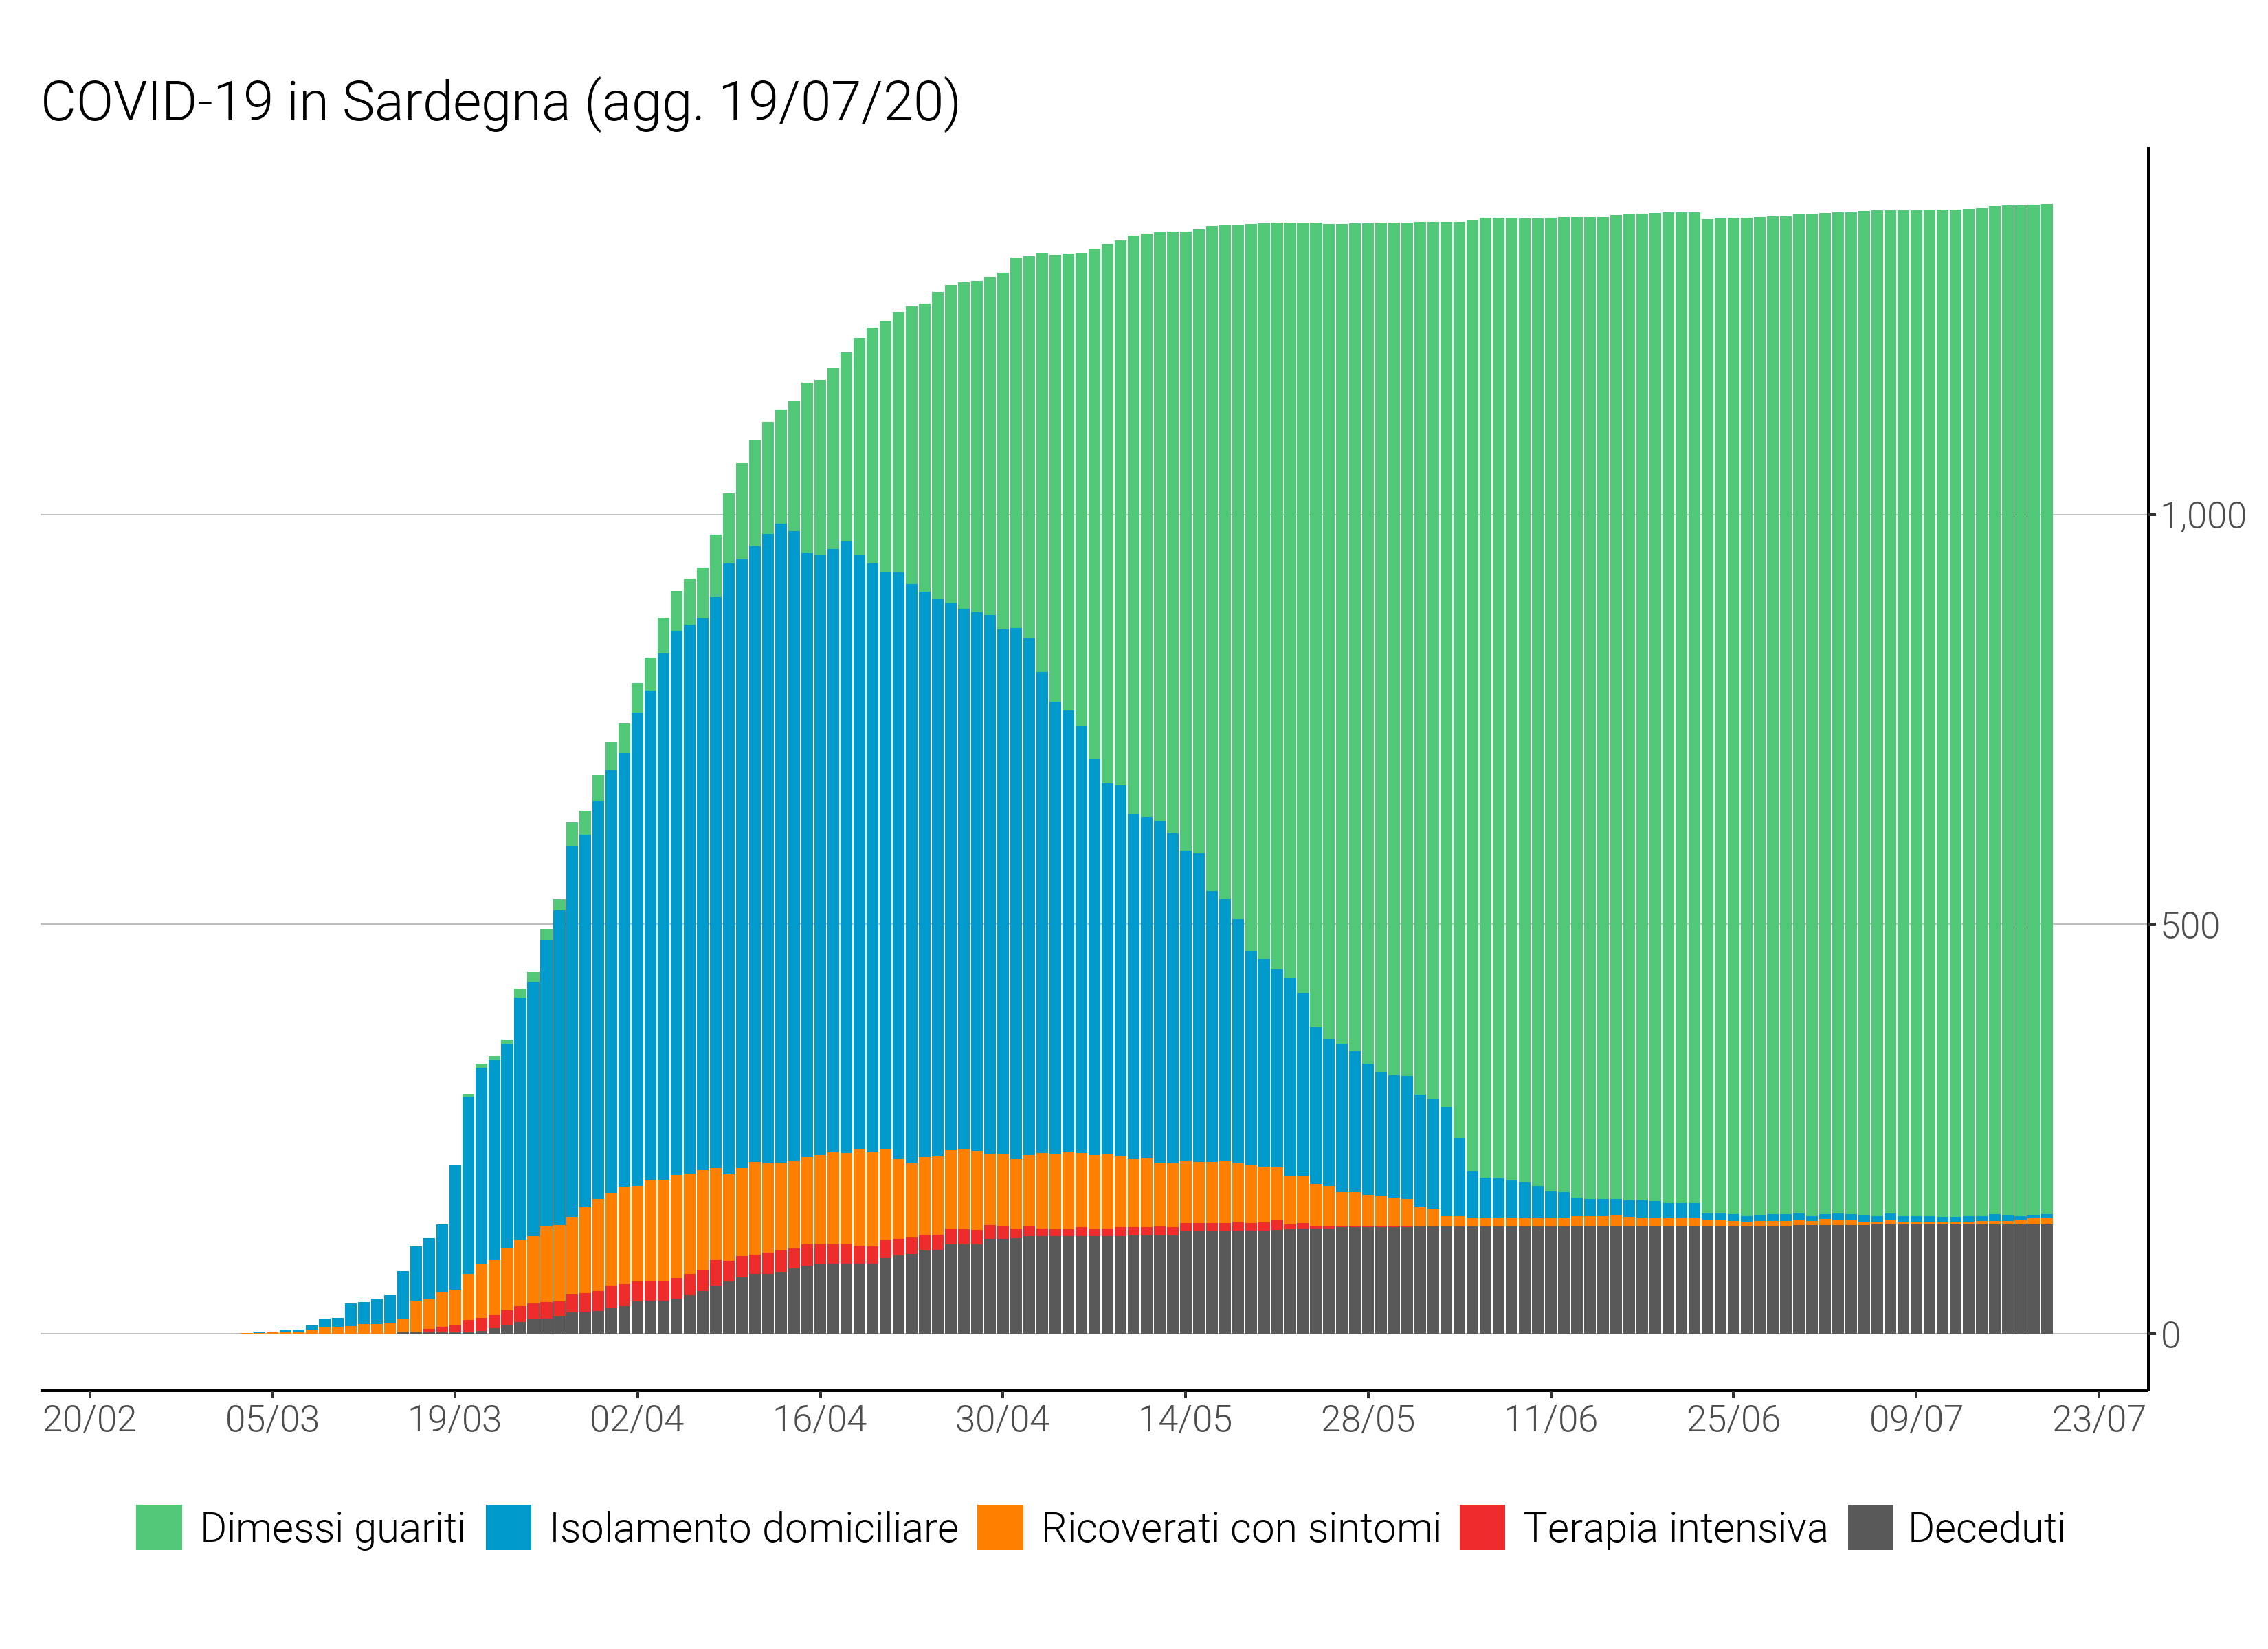 COVID-19 in Sardegna (agg. 19/07/20)
1,000
500
0
20/02 05/03 19/03 02/04 16/04 30/04 14/05 28/05 11/06 25/06 09/07 23/07
Dimessi guariti Isolamento domiciliare Ricoverati con sintomi Terapia intensiva Deceduti